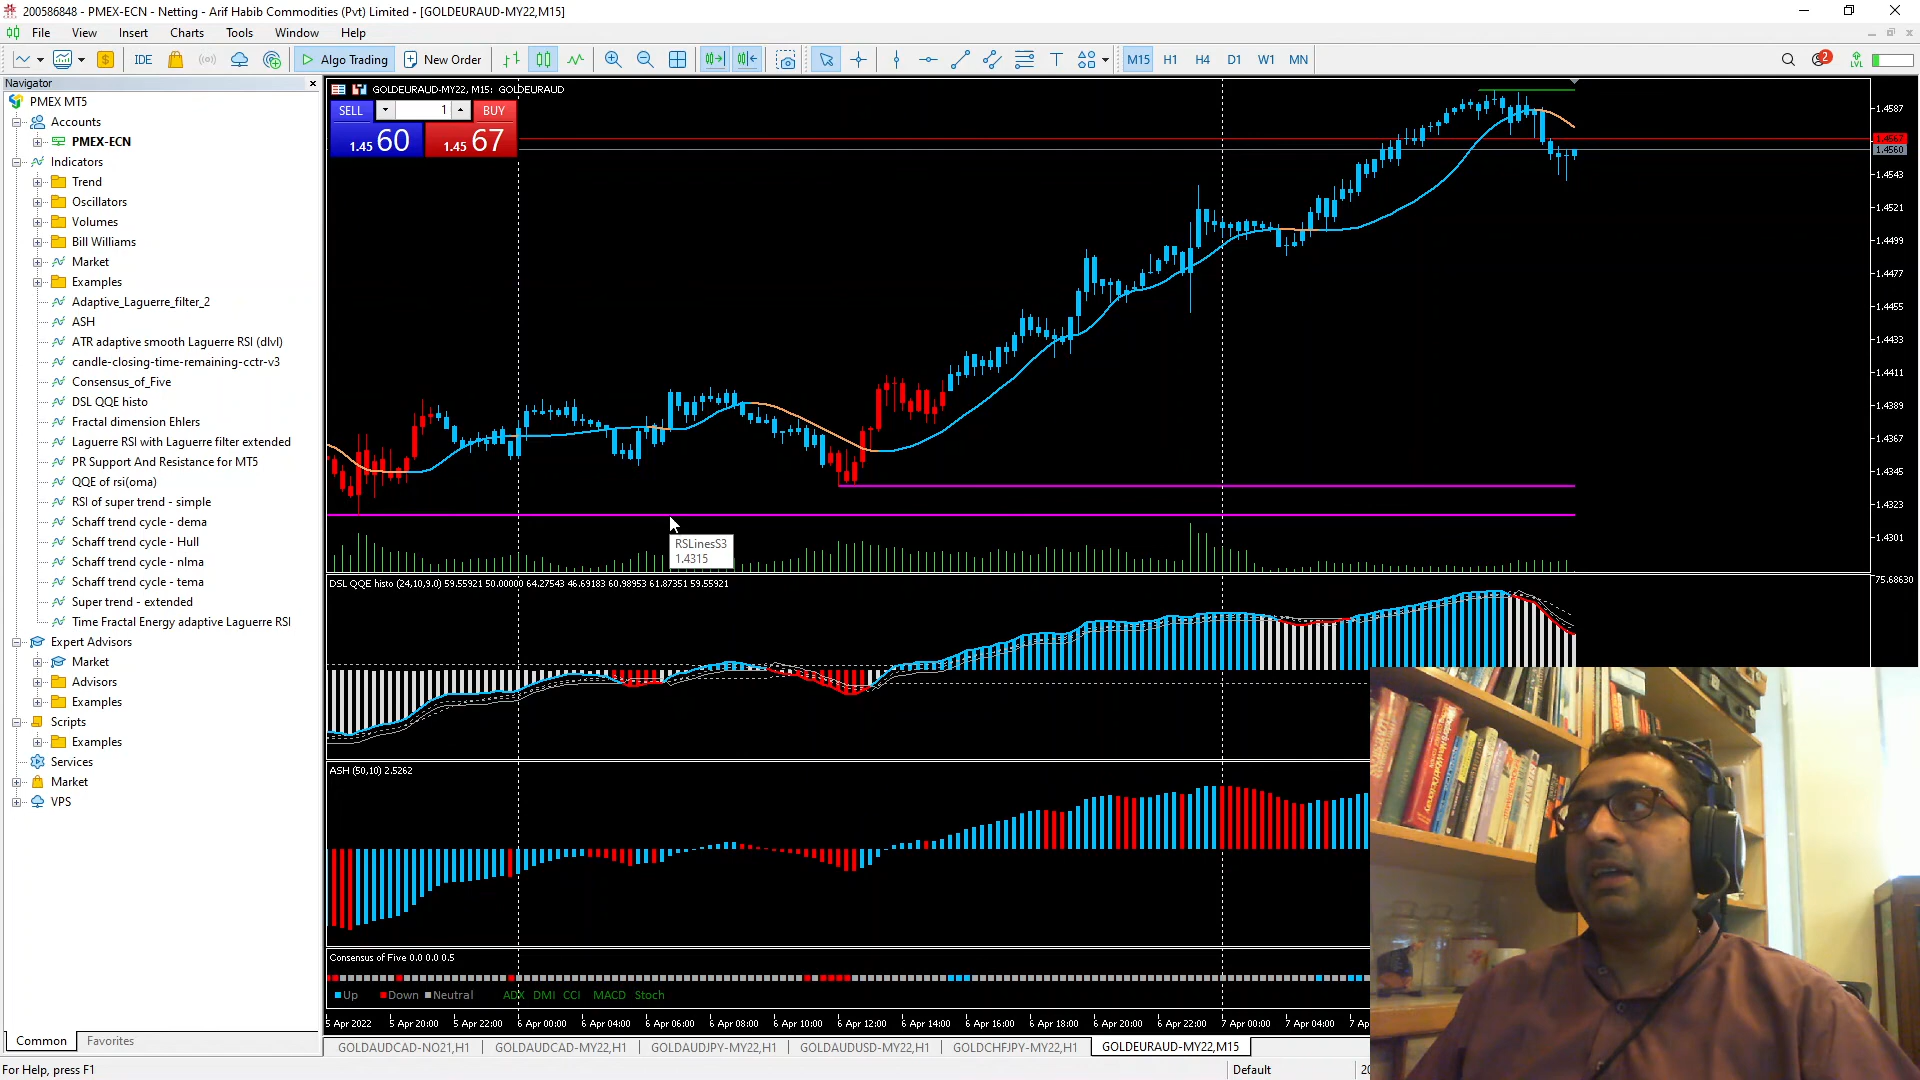 200586848 - PMEX-ECN - Netting - Arif Habib Commodities (Pvt) Limited - [GOLDEURAUD-MY22,M15]
File View Insert Charts Tools Window Help
IDE Algo Trading New Order M15 H1 H4 D1 W1 MN 2 LVL
Navigator
PMEX MT5
Accounts
PMEX-ECN
Indicators
Trend
Oscillators
Volumes
Bill Williams
Market
Examples
Adaptive_Laguerre_filter_2
ASH
ATR adaptive smooth Laguerre RSI (dlvl)
candle-closing-time-remaining-cctr-v3
Consensus_of_Five
DSL QQE histo
Fractal dimension Ehlers
Laguerre RSI with Laguerre filter extended
PR Support And Resistance for MT5
QQE of rsi(oma)
RSI of super trend - simple
Schaff trend cycle - dema
Schaff trend cycle - Hull
Schaff trend cycle - nlma
Schaff trend cycle - tema
Super trend - extended
Time Fractal Energy adaptive Laguerre RSI
Expert Advisors
Market
Advisors
Examples
Scripts
Examples
Services
Market
VPS
Common Favorites
For Help, press F1
GOLDEURAUD-MY22, M15: GOLDEURAUD
SELL 1 BUY
1.45 60 1.45 67
1.4587
1.4567
1.4560
1.4543
1.4521
1.4499
1.4477
1.4455
1.4433
1.4411
1.4389
1.4367
1.4345
1.4323
1.4301
RSLinesS3
1.4315
DSL QQE histo (24,10,9.0) 59.55921 50.00000 64.27543 46.69183 60.98953 61.87351 59.55921
75.68630
ASH (50,10) 2.5262
Consensus of Five 0.0 0.0 0.5
Up Down Neutral ADX DMI CCI MACD Stoch
5 Apr 2022 5 Apr 20:00 5 Apr 22:00 6 Apr 00:00 6 Apr 04:00 6 Apr 06:00 6 Apr 08:00 6 Apr 10:00 6 Apr 12:00 6 Apr 14:00 6 Apr 16:00 6 Apr 18:00 6 Apr 20:00 6 Apr 22:00 7 Apr 00:00 7 Apr 04:00
GOLDAUDCAD-NO21,H1 GOLDAUDCAD-MY22,H1 GOLDAUDJPY-MY22,H1 GOLDAUDUSD-MY22,H1 GOLDCHFJPY-MY22,H1 GOLDEURAUD-MY22,M15
Default